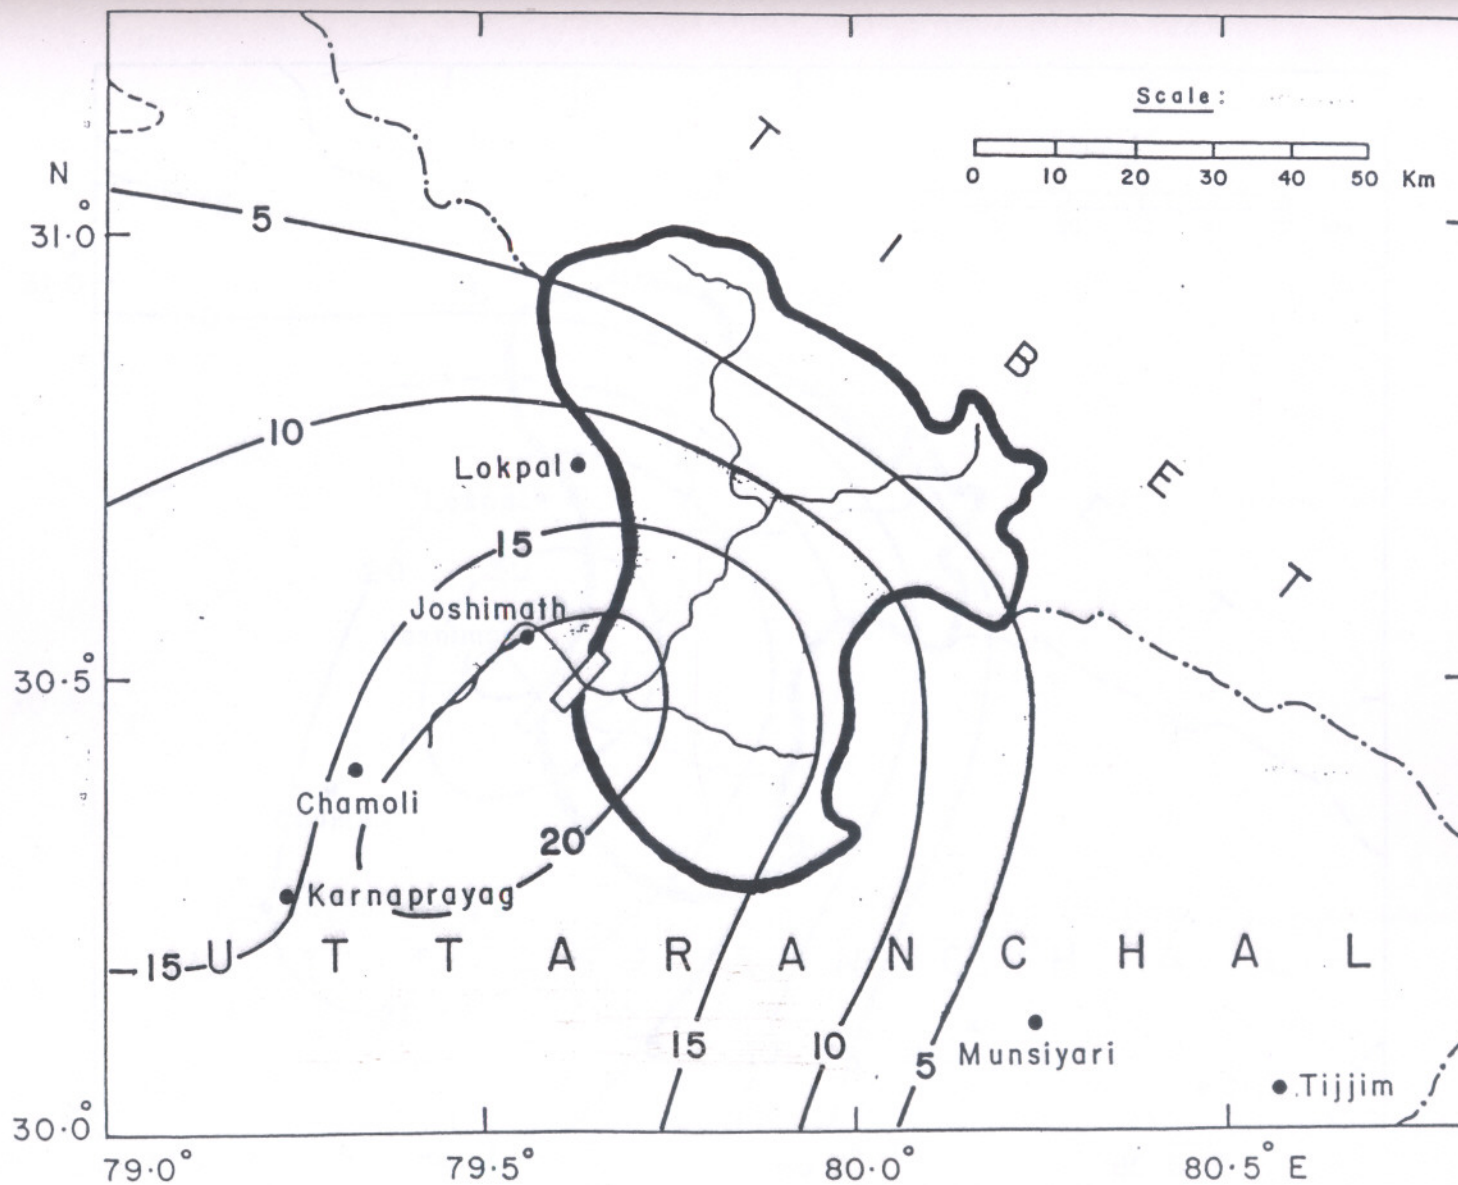 Scale:
0 10 20 30 40 50 Km
T I B E T
N
31.0°
5
10
Lokpal
15
Joshimath
30.5°
Chamoli
20
Karnaprayag
15
U T T A R A N C H A L
15
10
5
Munsiyari
Tijjim
30.0°
79.0° 79.5° 80.0° 80.5° E